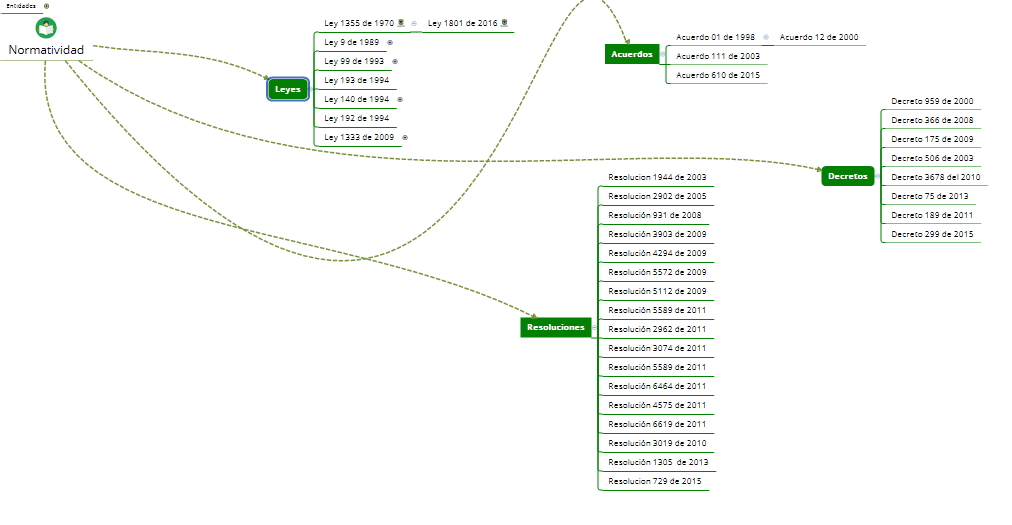 Entidades
Normatividad
Leyes
Ley 1355 de 1970 Ley 1801 de 2016
Ley 9 de 1989
Ley 99 de 1993
Ley 193 de 1994
Ley 140 de 1994
Ley 192 de 1994
Ley 1333 de 2009
Acuerdos
Acuerdo 01 de 1998 Acuerdo 12 de 2000
Acuerdo 111 de 2003
Acuerdo 610 de 2015
Decretos
Decreto 959 de 2000
Decreto 366 de 2008
Decreto 175 de 2009
Decreto 506 de 2003
Decreto 3678 del 2010
Decreto 75 de 2013
Decreto 189 de 2011
Decreto 299 de 2015
Resoluciones
Resolucion 1944 de 2003
Resolucion 2902 de 2005
Resolución 931 de 2008
Resolución 3903 de 2009
Resolución 4294 de 2009
Resolución 5572 de 2009
Resolución 5112 de 2009
Resolución 5589 de 2011
Resolución 2962 de 2011
Resolución 3074 de 2011
Resolución 5589 de 2011
Resolución 6464 de 2011
Resolución 4575 de 2011
Resolución 6619 de 2011
Resolución 3019 de 2010
Resolución 1305 de 2013
Resolucion 729 de 2015